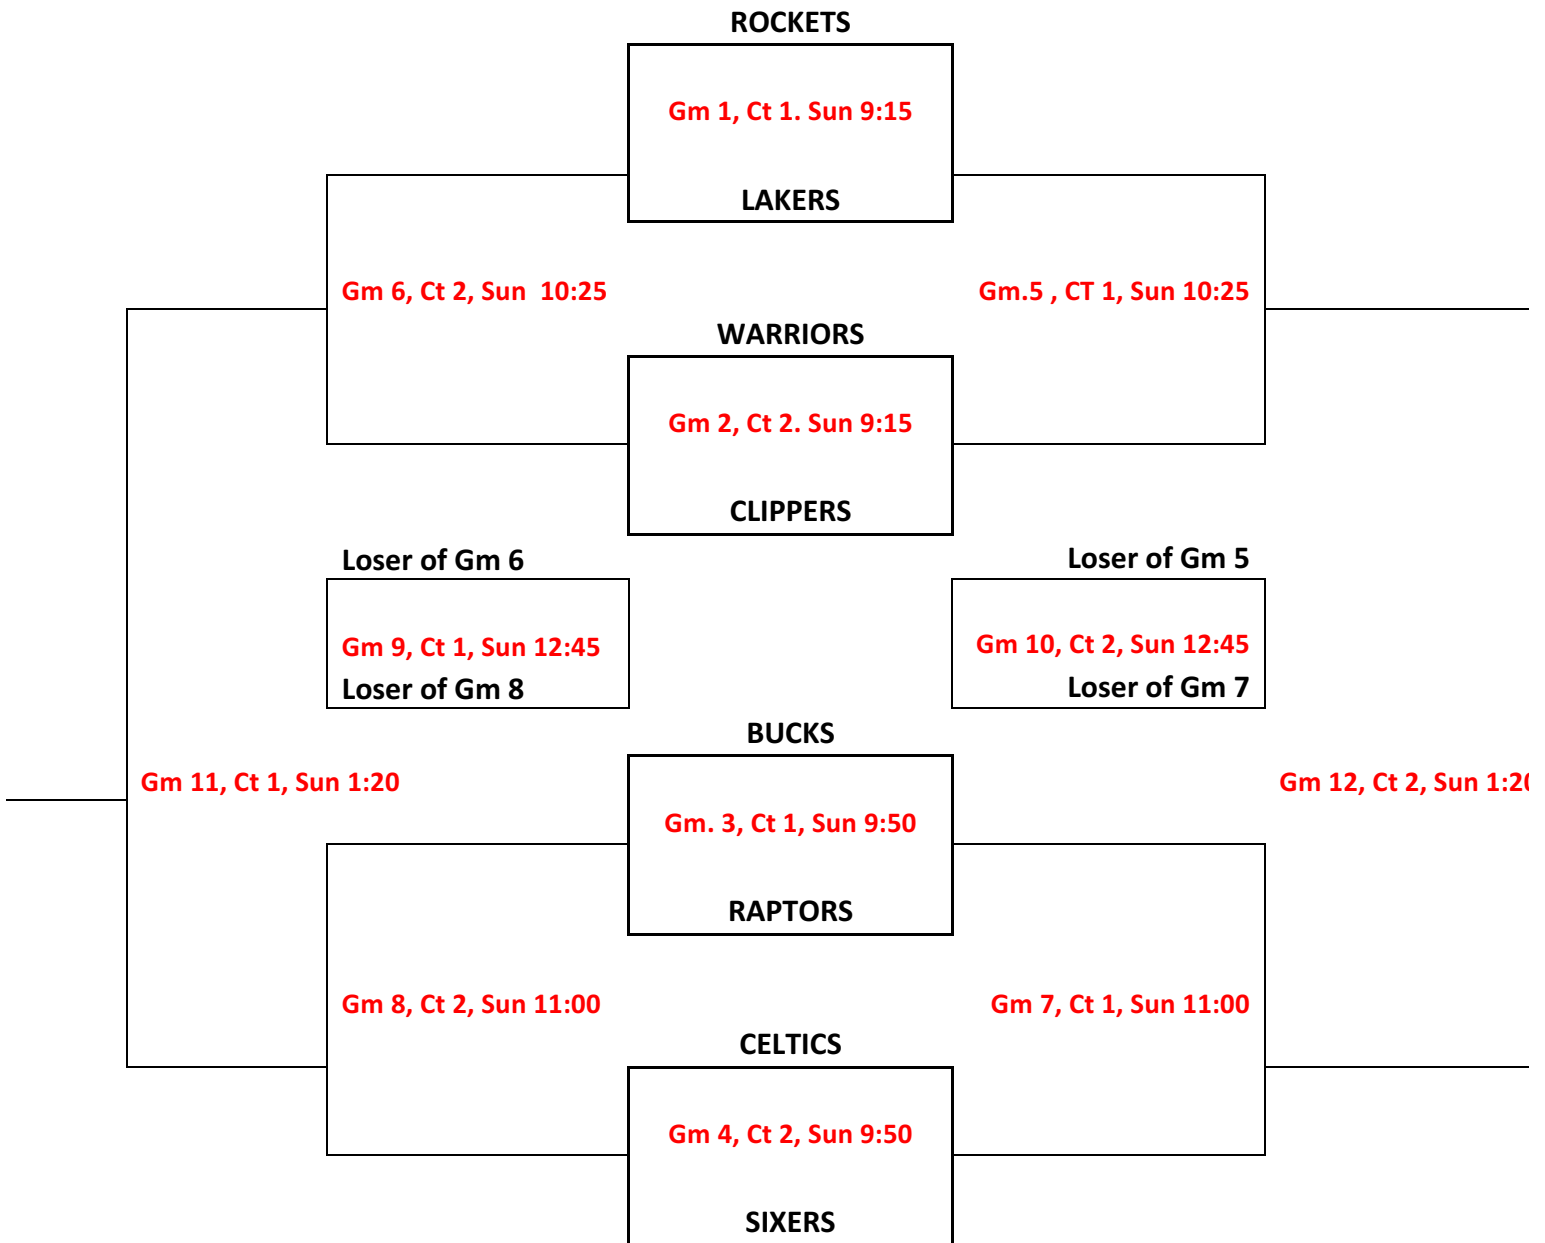 ROCKETS
Gm 1, Ct 1. Sun 9:15
LAKERS
Gm 6, Ct 2, Sun  10:25
Gm.5 , CT 1, Sun 10:25
WARRIORS
Gm 2, Ct 2. Sun 9:15
CLIPPERS
Loser of Gm 6
Loser of Gm 5
Gm 9, Ct 1, Sun 12:45
Gm 10, Ct 2, Sun 12:45
Loser of Gm 8
Loser of Gm 7
BUCKS
Gm 11, Ct 1, Sun 1:20
Gm 12, Ct 2, Sun 1:20
Gm. 3, Ct 1, Sun 9:50
RAPTORS
Gm 8, Ct 2, Sun 11:00
Gm 7, Ct 1, Sun 11:00
CELTICS
Gm 4, Ct 2, Sun 9:50
SIXERS